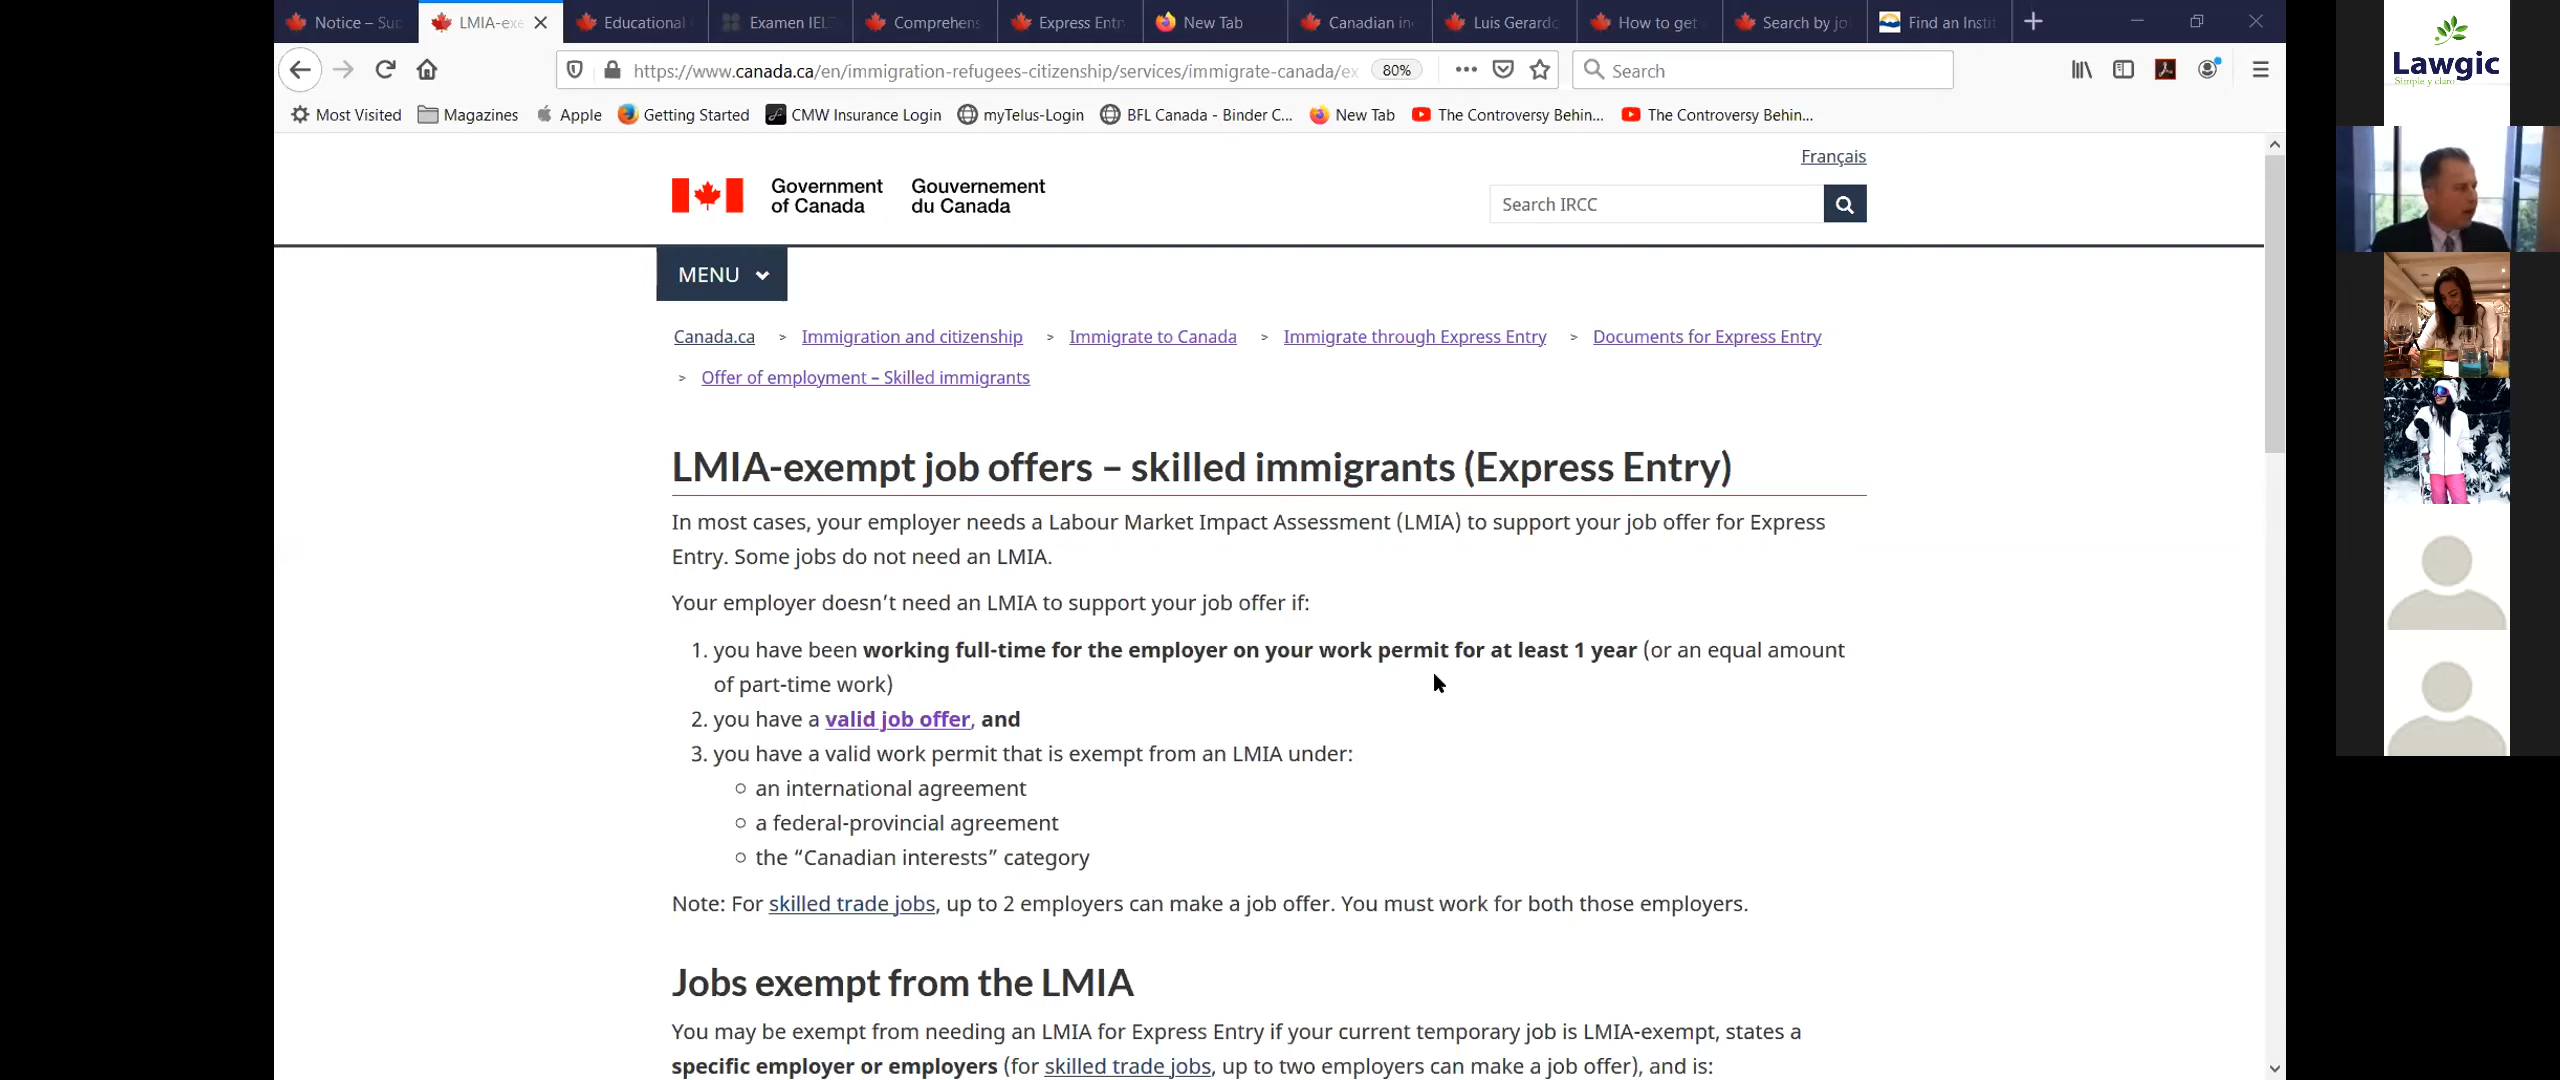 Notice – Su
LMIA-exe
Educational
Examen IELT
Comprehens
Express Entr
New Tab
Canadian in
Luis Gerardo
How to get
Search by jo
Find an Insti
https://www.canada.ca/en/immigration-refugees-citizenship/services/immigrate-canada/ex
80%
Search
Most Visited
Magazines
Apple
Getting Started
CMW Insurance Login
myTelus-Login
BFL Canada - Binder C...
New Tab
The Controversy Behin...
The Controversy Behin...
Lawgic
Simple y claro
Français
Government of Canada
Gouvernement du Canada
Search IRCC
MENU
Canada.ca > Immigration and citizenship > Immigrate to Canada > Immigrate through Express Entry > Documents for Express Entry
> Offer of employment – Skilled immigrants
LMIA-exempt job offers – skilled immigrants (Express Entry)
In most cases, your employer needs a Labour Market Impact Assessment (LMIA) to support your job offer for Express
Entry. Some jobs do not need an LMIA.
Your employer doesn’t need an LMIA to support your job offer if:
1. you have been working full-time for the employer on your work permit for at least 1 year (or an equal amount
of part-time work)
2. you have a valid job offer, and
3. you have a valid work permit that is exempt from an LMIA under:
○ an international agreement
○ a federal-provincial agreement
○ the “Canadian interests” category
Note: For skilled trade jobs, up to 2 employers can make a job offer. You must work for both those employers.
Jobs exempt from the LMIA
You may be exempt from needing an LMIA for Express Entry if your current temporary job is LMIA-exempt, states a
specific employer or employers (for skilled trade jobs, up to two employers can make a job offer), and is: